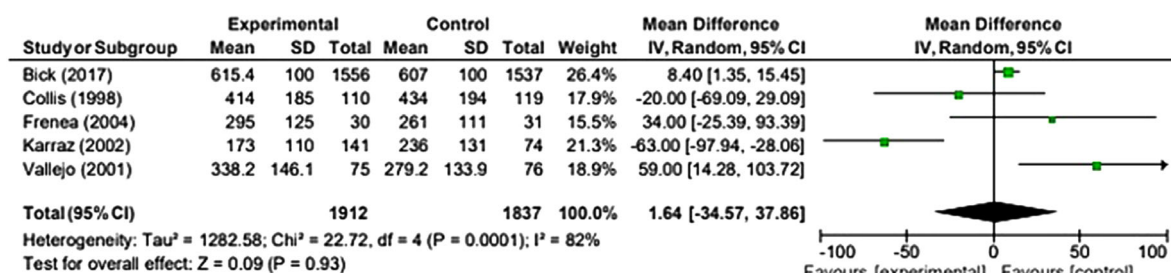 Experimental Control Mean Difference Mean Difference
Study or Subgroup Mean SD Total Mean SD Total Weight IV, Random, 95% CI IV, Random, 95% CI
Bick (2017) 615.4 100 1556 607 100 1537 26.4% 8.40 [1.35, 15.45]
Collis (1998) 414 185 110 434 194 119 17.9% -20.00 [-69.09, 29.09]
Frenea (2004) 295 125 30 261 111 31 15.5% 34.00 [-25.39, 93.39]
Karraz (2002) 173 110 141 236 131 74 21.3% -63.00 [-97.94, -28.06]
Vallejo (2001) 338.2 146.1 75 279.2 133.9 76 18.9% 59.00 [14.28, 103.72]
Total (95% CI) 1912 1837 100.0% 1.64 [-34.57, 37.86]
Heterogeneity: Tau² = 1282.58; Chi² = 22.72, df = 4 (P = 0.0001); I² = 82%
Test for overall effect: Z = 0.09 (P = 0.93)
-100 -50 0 50 100
Favours [experimental] Favours [control]